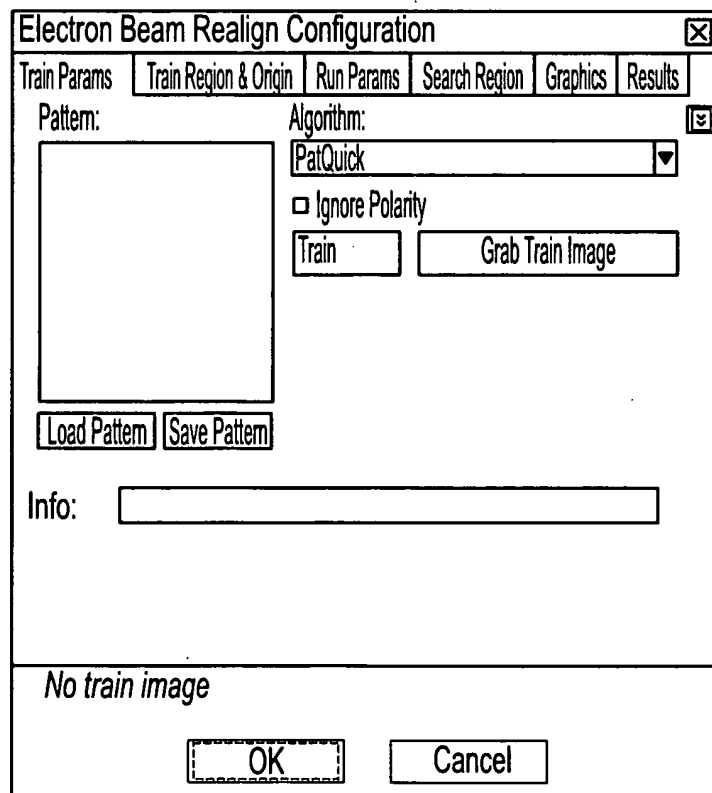 Electron Beam Realign Configuration
Train Params Train Region & Origin Run Params Search Region Graphics Results
Pattern: Algorithm:
PatQuick
Ignore Polarity
Train Grab Train Image
Load Pattern Save Pattern
Info:
No train image
OK Cancel